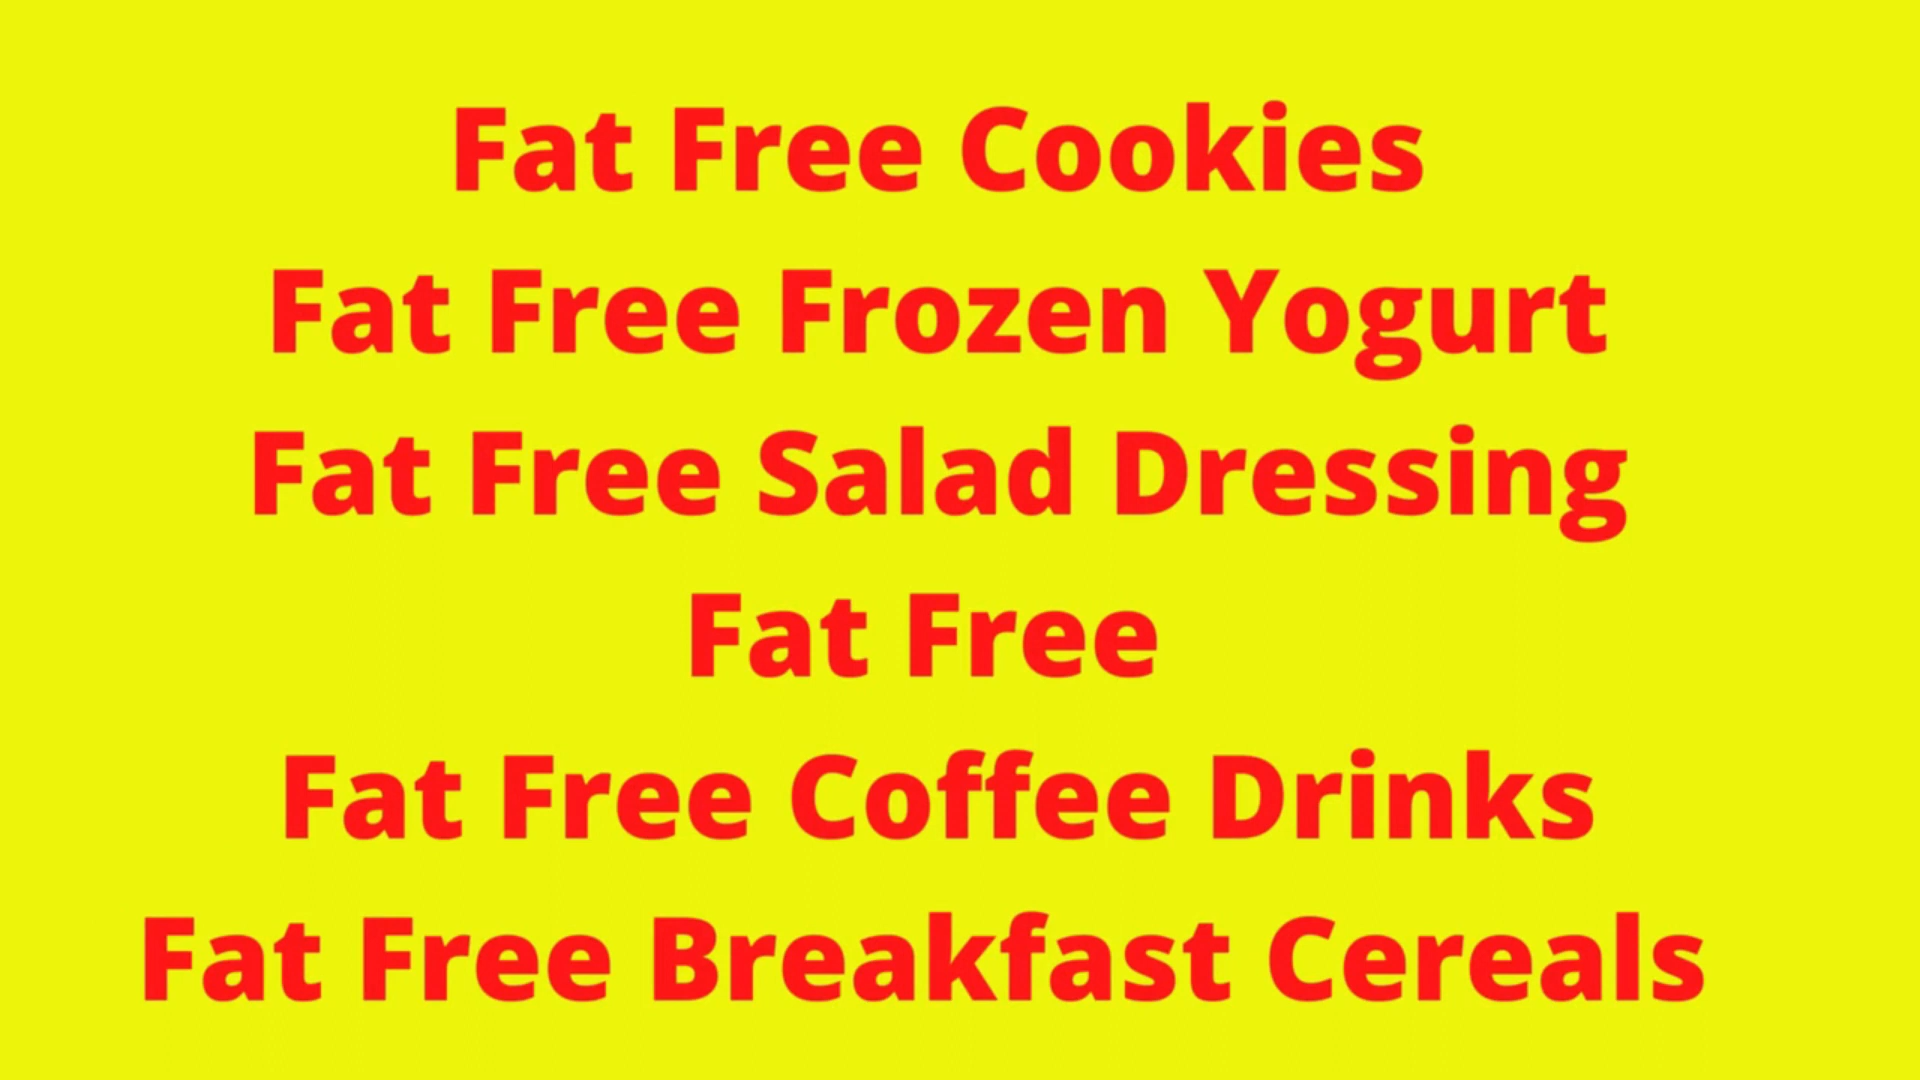 Fat Free Cookies
Fat Free Frozen Yogurt
Fat Free Salad Dressing
Fat Free
Fat Free Coffee Drinks
Fat Free Breakfast Cereals